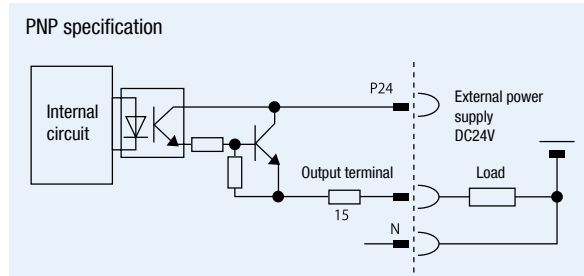 PNP specification
Internal
circuit
P24
External power
supply
DC24V
Output terminal
Load
15
N